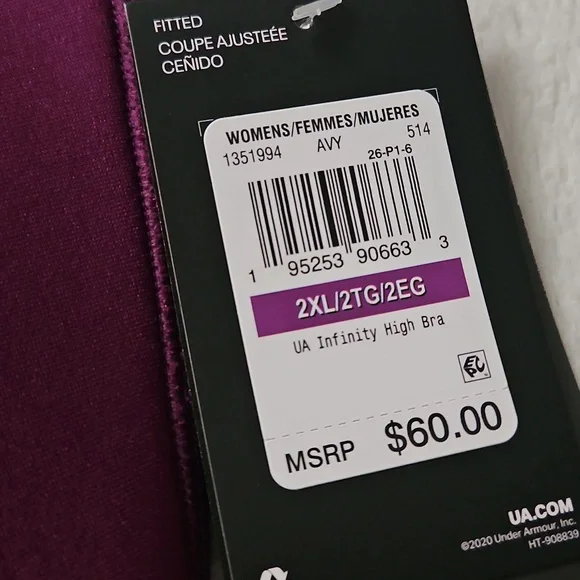 FITTED
COUPE AJUSTEÉE
CEÑIDO
WOMENS/FEMMES/MUJERES
1351994 AVY 514
26-P1-6
1 95253 90663 3
2XL/2TG/2EG
UA Infinity High Bra
EPC
MSRP $60.00
UA.COM
©2020 Under Armour, Inc.
HT-908839